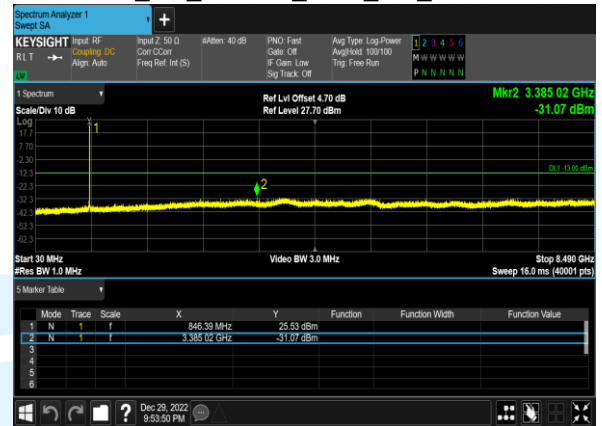 Spectrum Analyzer 1
Swept SA
KEYSIGHT Input: RF Input Z: 50 Ω #Atten: 40 dB PNO: Fast Avg Type: Log-Power 1 2 3 4 5 6
RLT Coupling: DC Corr CCorr Gate: Off Avg|Hold: 100/100 M W W W W W
Align: Auto Freq Ref: Int (S) IF Gain: Low Trig: Free Run
Sig Track: Off P N N N N N
1 Spectrum Ref Lvl Offset 4.70 dB Mkr2 3.385 02 GHz
Scale/Div 10 dB Ref Level 27.70 dBm -31.07 dBm
Log
17.7
7.70
-2.30
-12.3
-22.3
-32.3
-42.3
-52.3
-62.3
1
2
DL1 -13.00 dBm
Start 30 MHz Video BW 3.0 MHz Stop 8.490 GHz
#Res BW 1.0 MHz Sweep 16.0 ms (40001 pts)
5 Marker Table
Mode Trace Scale X Y Function Function Width Function Value
1 N 1 f 846.39 MHz 25.53 dBm
2 N 1 f 3.385 02 GHz -31.07 dBm
3
4
5
6
Dec 29, 2022
9:53:50 PM